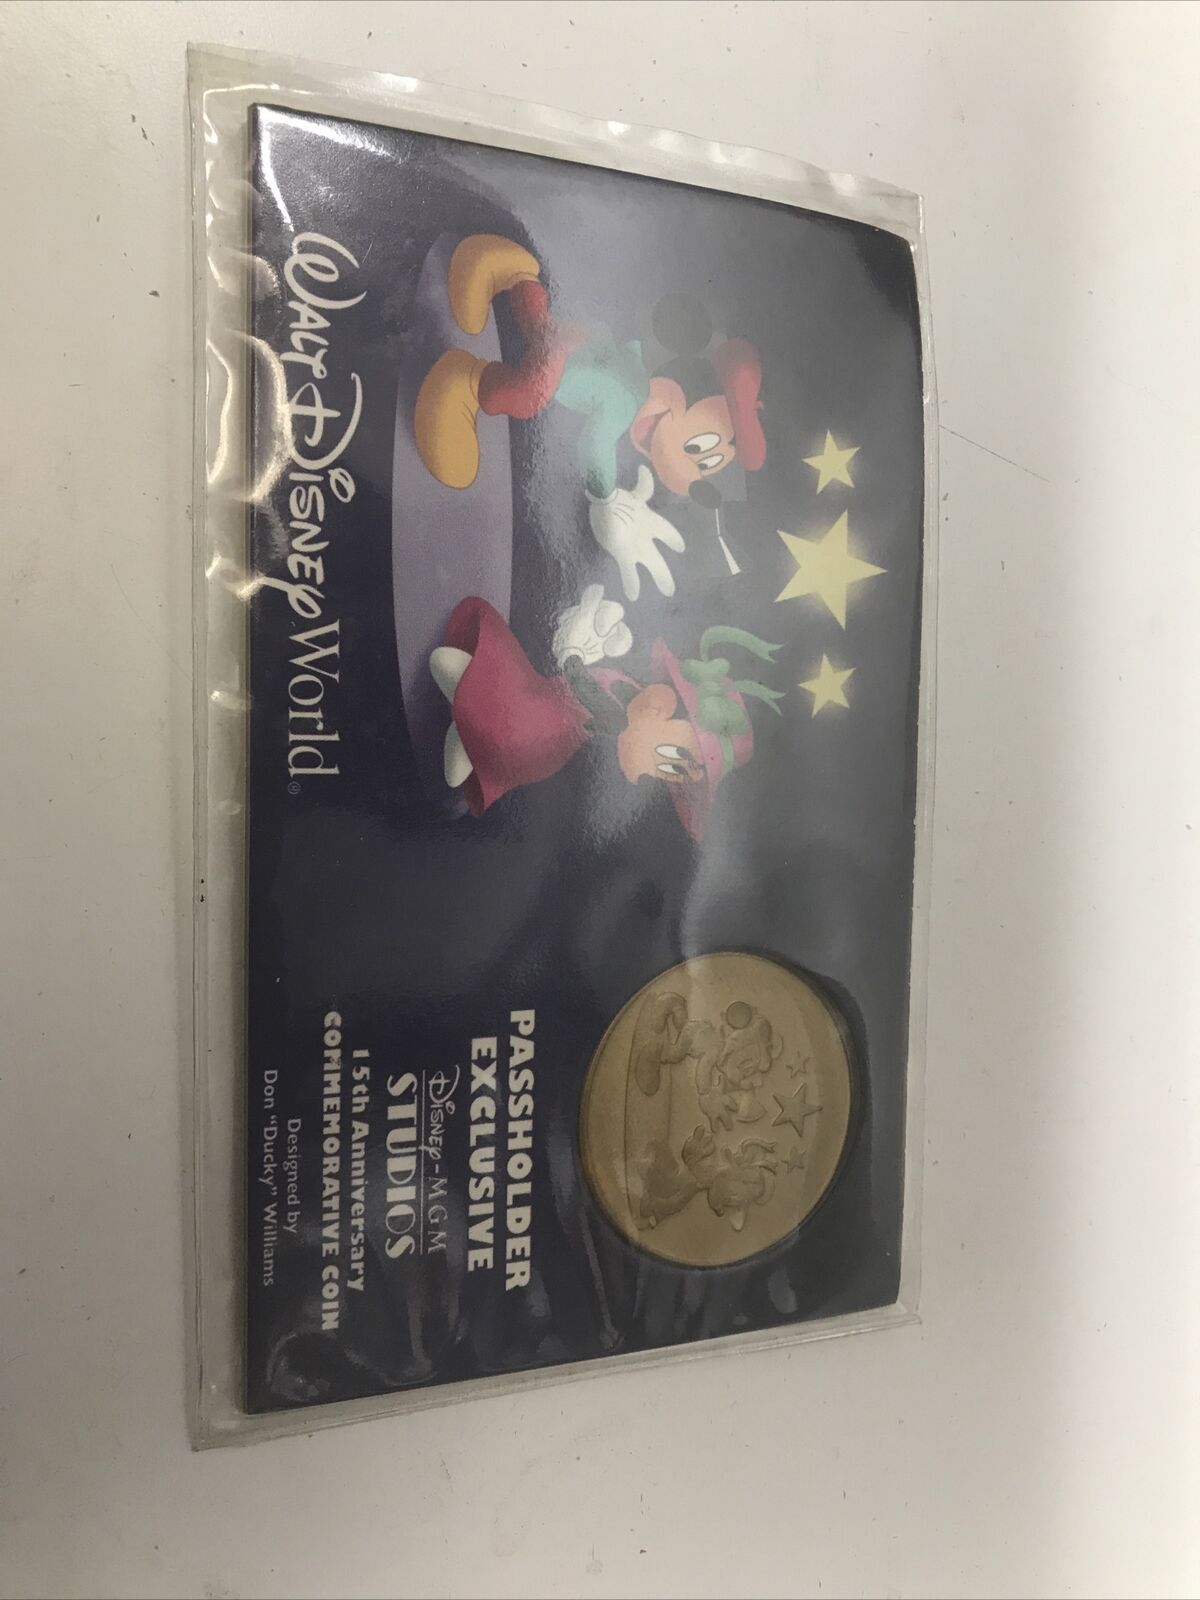 WALT DISNEY World®
PASSHOLDER
EXCLUSIVE
DISNEY-MGM
STUDIOS
15th Anniversary
COMMEMORATIVE COIN
Designed by
Don "Ducky" Williams